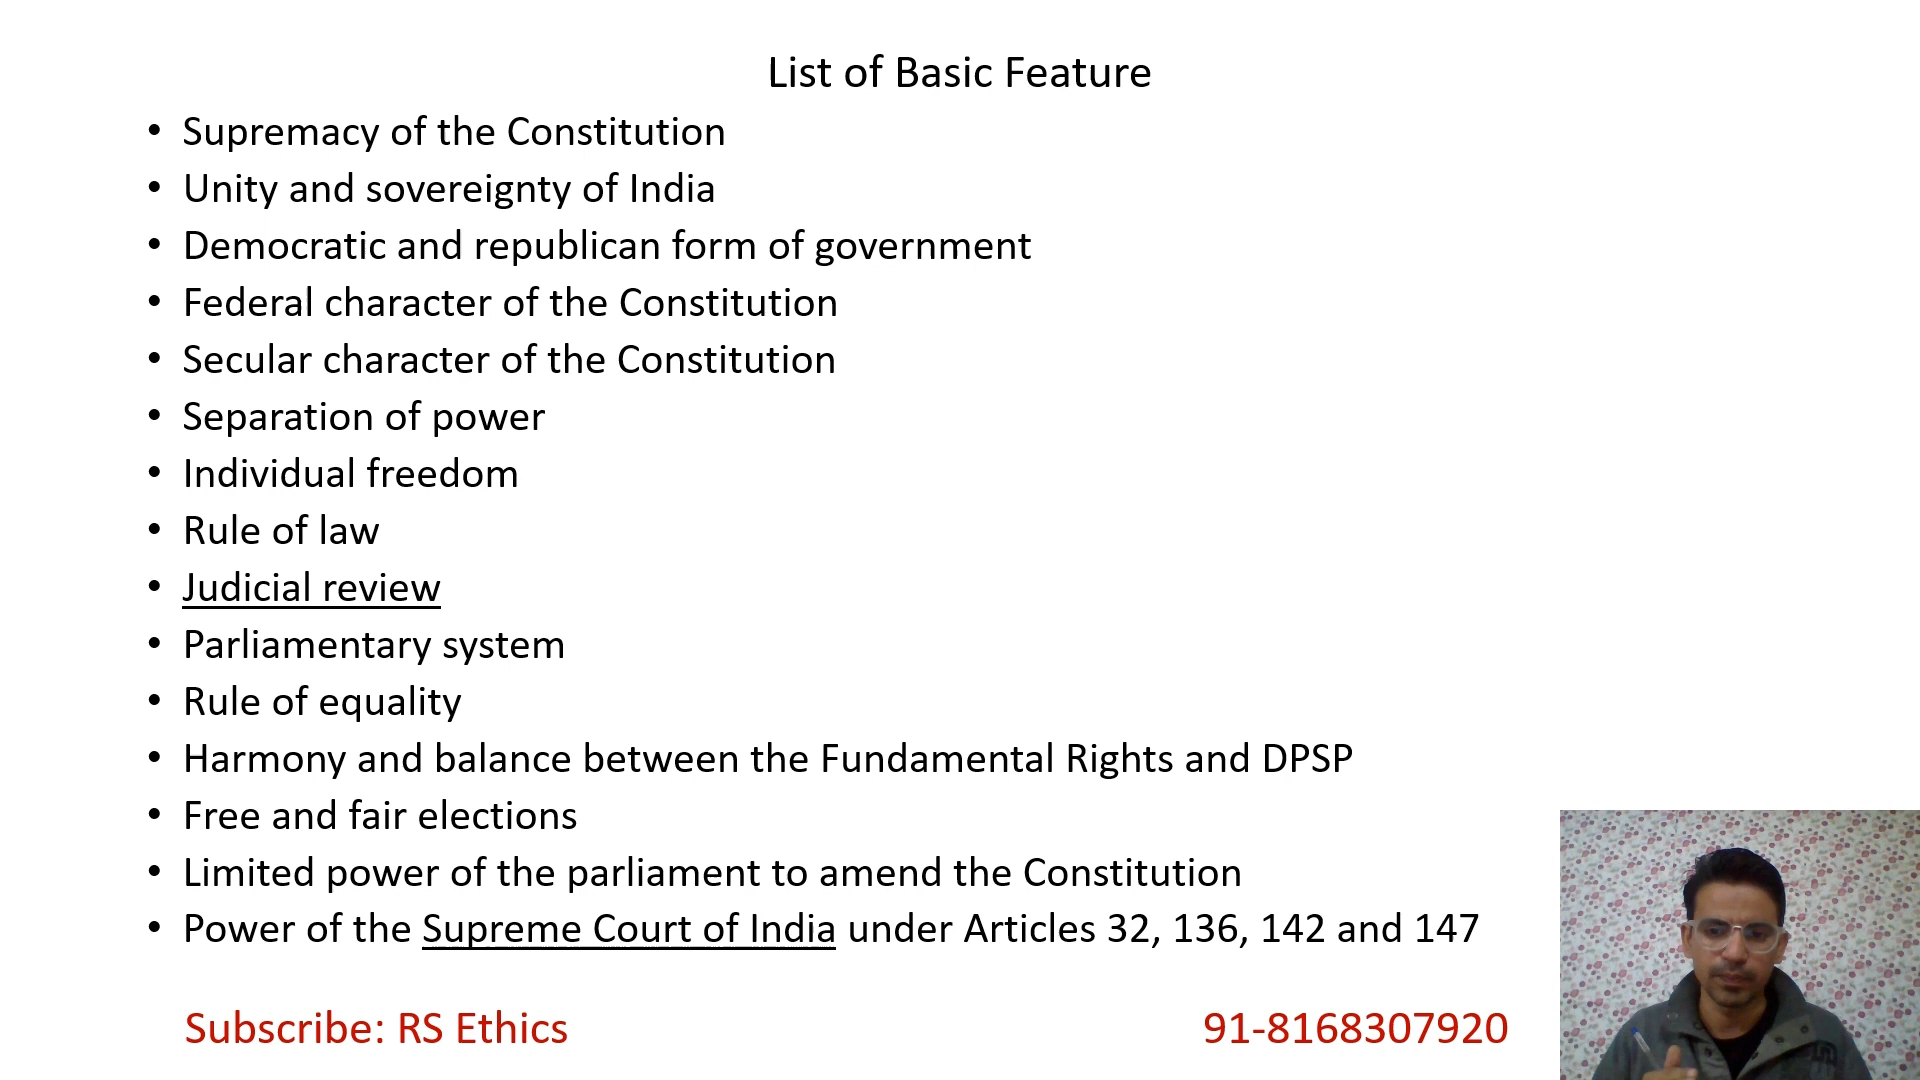 List of Basic Feature
• Supremacy of the Constitution
• Unity and sovereignty of India
• Democratic and republican form of government
• Federal character of the Constitution
• Secular character of the Constitution
• Separation of power
• Individual freedom
• Rule of law
• Judicial review
• Parliamentary system
• Rule of equality
• Harmony and balance between the Fundamental Rights and DPSP
• Free and fair elections
• Limited power of the parliament to amend the Constitution
• Power of the Supreme Court of India under Articles 32, 136, 142 and 147
Subscribe: RS Ethics 91-8168307920